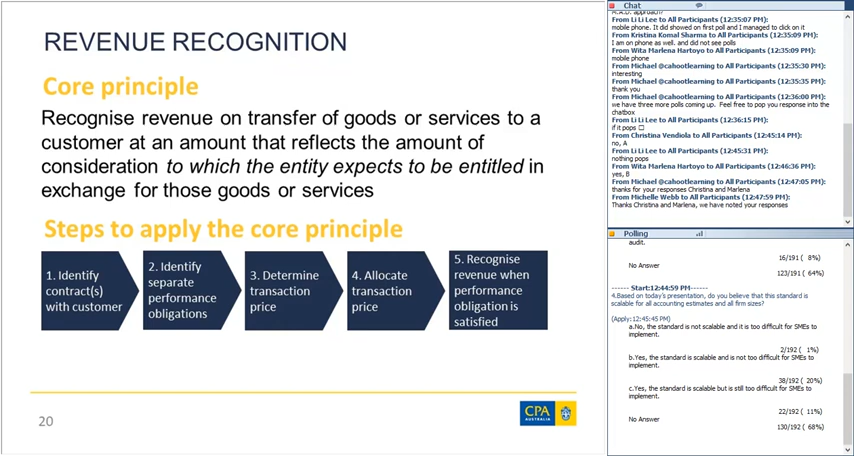 REVENUE RECOGNITION
Core principle
Recognise revenue on transfer of goods or services to a
customer at an amount that reflects the amount of
consideration to which the entity expects to be entitled in
exchange for those goods or services
Steps to apply the core principle
1. Identify
contract(s)
with customer
2. Identify
separate
performance
obligations
3. Determine
transaction
price
4. Allocate
transaction
price
5. Recognise
revenue when
performance
obligation is
satisfied
20
CPA
AUSTRALIA
Chat
From Li Li Lee to All Participants (12:35:07 PM):
mobile phone. It did showed on first poll and I managed to click on it
From Kristina Komal Sharma to All Participants (12:35:09 PM):
I am on phone as well. and did not see polls
From Wita Marlena Hartoyo to All Participants (12:35:09 PM):
mobile phone
From Michael @cahootlearning to All Participants (12:35:30 PM):
interesting
From Michael @cahootlearning to All Participants (12:35:35 PM):
thank you
From Michael @cahootlearning to All Participants (12:36:00 PM):
we have three more polls coming up. Feel free to pop you response into the
chatbox
From Li Li Lee to All Participants (12:36:15 PM):
if it pops
From Christina Vendiola to All Participants (12:45:14 PM):
no, A
From Li Li Lee to All Participants (12:45:31 PM):
nothing pops
From Wita Marlena Hartoyo to All Participants (12:46:36 PM):
yes, B
From Michael @cahootlearning to All Participants (12:47:05 PM):
thanks for your responses Christina and Marlena
From Michelle Webb to All Participants (12:47:59 PM):
Thanks Christina and Marlena, we have noted your responses
Polling
audit.
16/191 ( 8%)
No Answer
123/191 ( 64%)
------ Start:12:44:59 PM------
4.Based on today's presentation, do you believe that this standard is
scalable for all accounting estimates and all firm sizes?
(Apply:12:45:45 PM)
a.No, the standard is not scalable and it is too difficult for SMEs to
implement.
2/192 ( 1%)
b.Yes, the standard is scalable and is not too difficult for SMEs to
implement.
38/192 ( 20%)
c.Yes, the standard is scalable but is still too difficult for SMEs to
implement.
22/192 ( 11%)
No Answer
130/192 ( 68%)